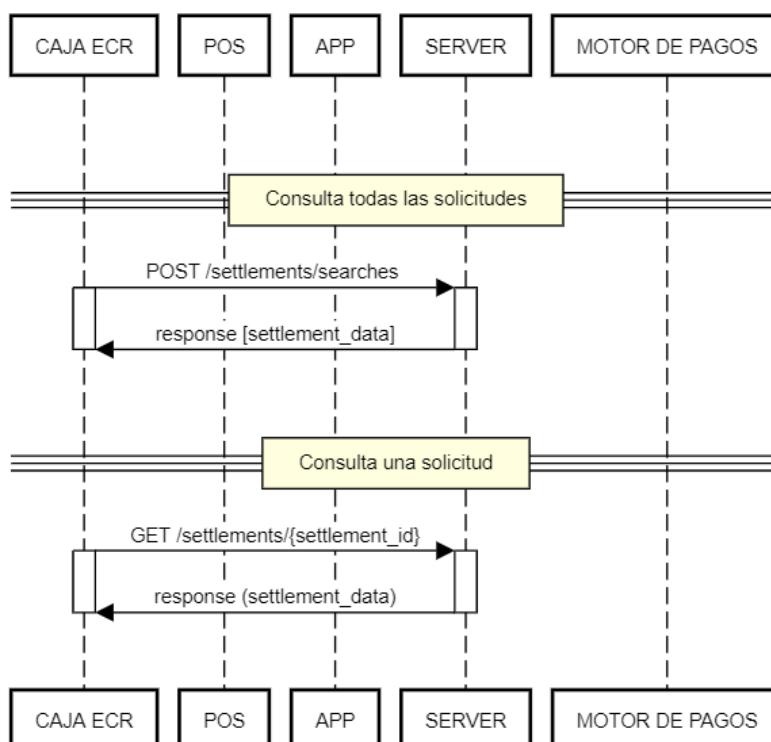 CAJA ECR POS APP SERVER MOTOR DE PAGOS
Consulta todas las solicitudes
POST /settlements/searches
response [settlement_data]
Consulta una solicitud
GET /settlements/{settlement_id}
response (settlement_data)
CAJA ECR POS APP SERVER MOTOR DE PAGOS